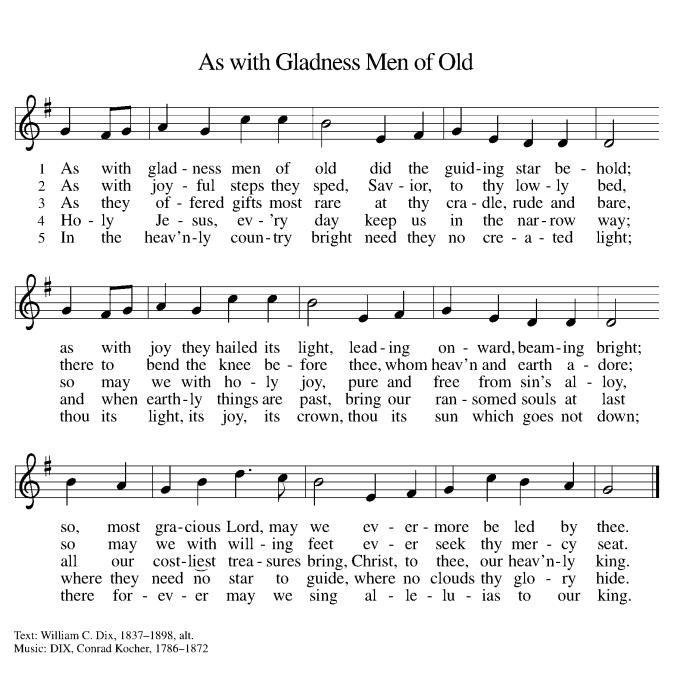 As with Gladness Men of Old
1 As with glad - ness men of old did the guid - ing star be - hold;
2 As with joy - ful steps they sped, Sav - ior, to thy low - ly bed,
3 As they of - fered gifts most rare at thy cra - dle, rude and bare,
4 Ho - ly Je - sus, ev - 'ry day keep us in the nar - row way;
5 In the heav'n - ly coun - try bright need they no cre - a - ted light;
as with joy they hailed its light, lead - ing on - ward, beam - ing bright;
there to bend the knee be - fore thee, whom heav'n and earth a - dore;
so may we with ho - ly joy, pure and free from sin's al - loy,
and when earth - ly things are past, bring our ran - somed souls at last
thou its light, its joy, its crown, thou its sun which goes not down;
so, most gra - cious Lord, may we ev - er - more be led by thee.
so may we with will - ing feet ev - er seek thy mer - cy seat.
all our cost - liest trea - sures bring, Christ, to thee, our heav'n - ly king.
where they need no star to guide, where no clouds thy glo - ry hide.
there for - ev - er may we sing al - le - lu - ias to our king.
Text: William C. Dix, 1837–1898, alt.
Music: DIX, Conrad Kocher, 1786–1872